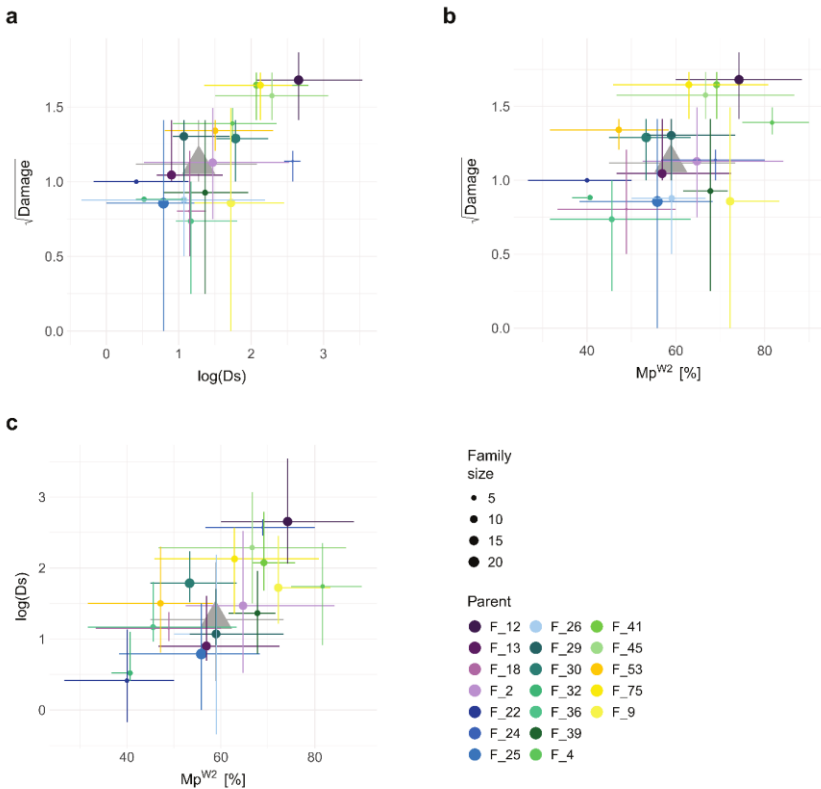 a
b
1.5
1.0
0.5
0.0
√Damage
0
1
2
3
log(Ds)
1.5
1.0
0.5
0.0
√Damage
40
60
80
Mp^W2 [%]
c
3
2
1
0
log(Ds)
40
60
80
Mp^W2 [%]
Family
size
5
10
15
20
Parent
F_12
F_13
F_18
F_2
F_22
F_24
F_25
F_26
F_29
F_30
F_32
F_36
F_39
F_4
F_41
F_45
F_53
F_75
F_9